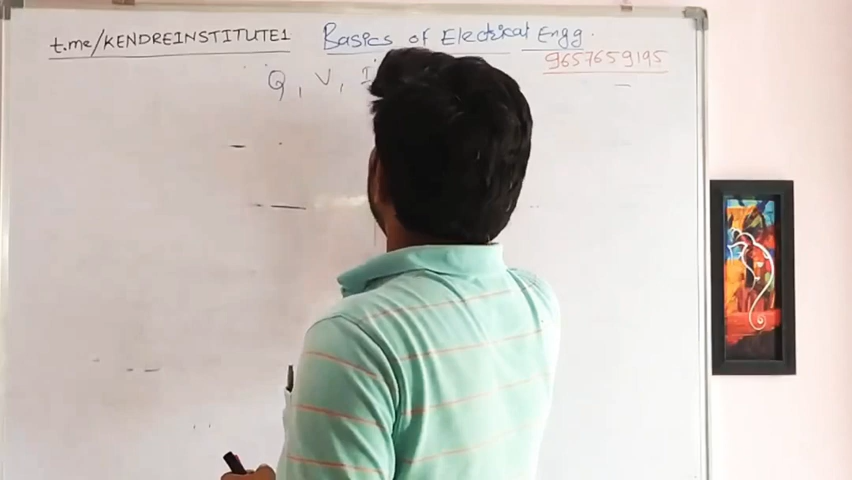 t.me/KENDREINSTITUTE1 Basics of Electrical Engg.
9657659195
Q, V, I